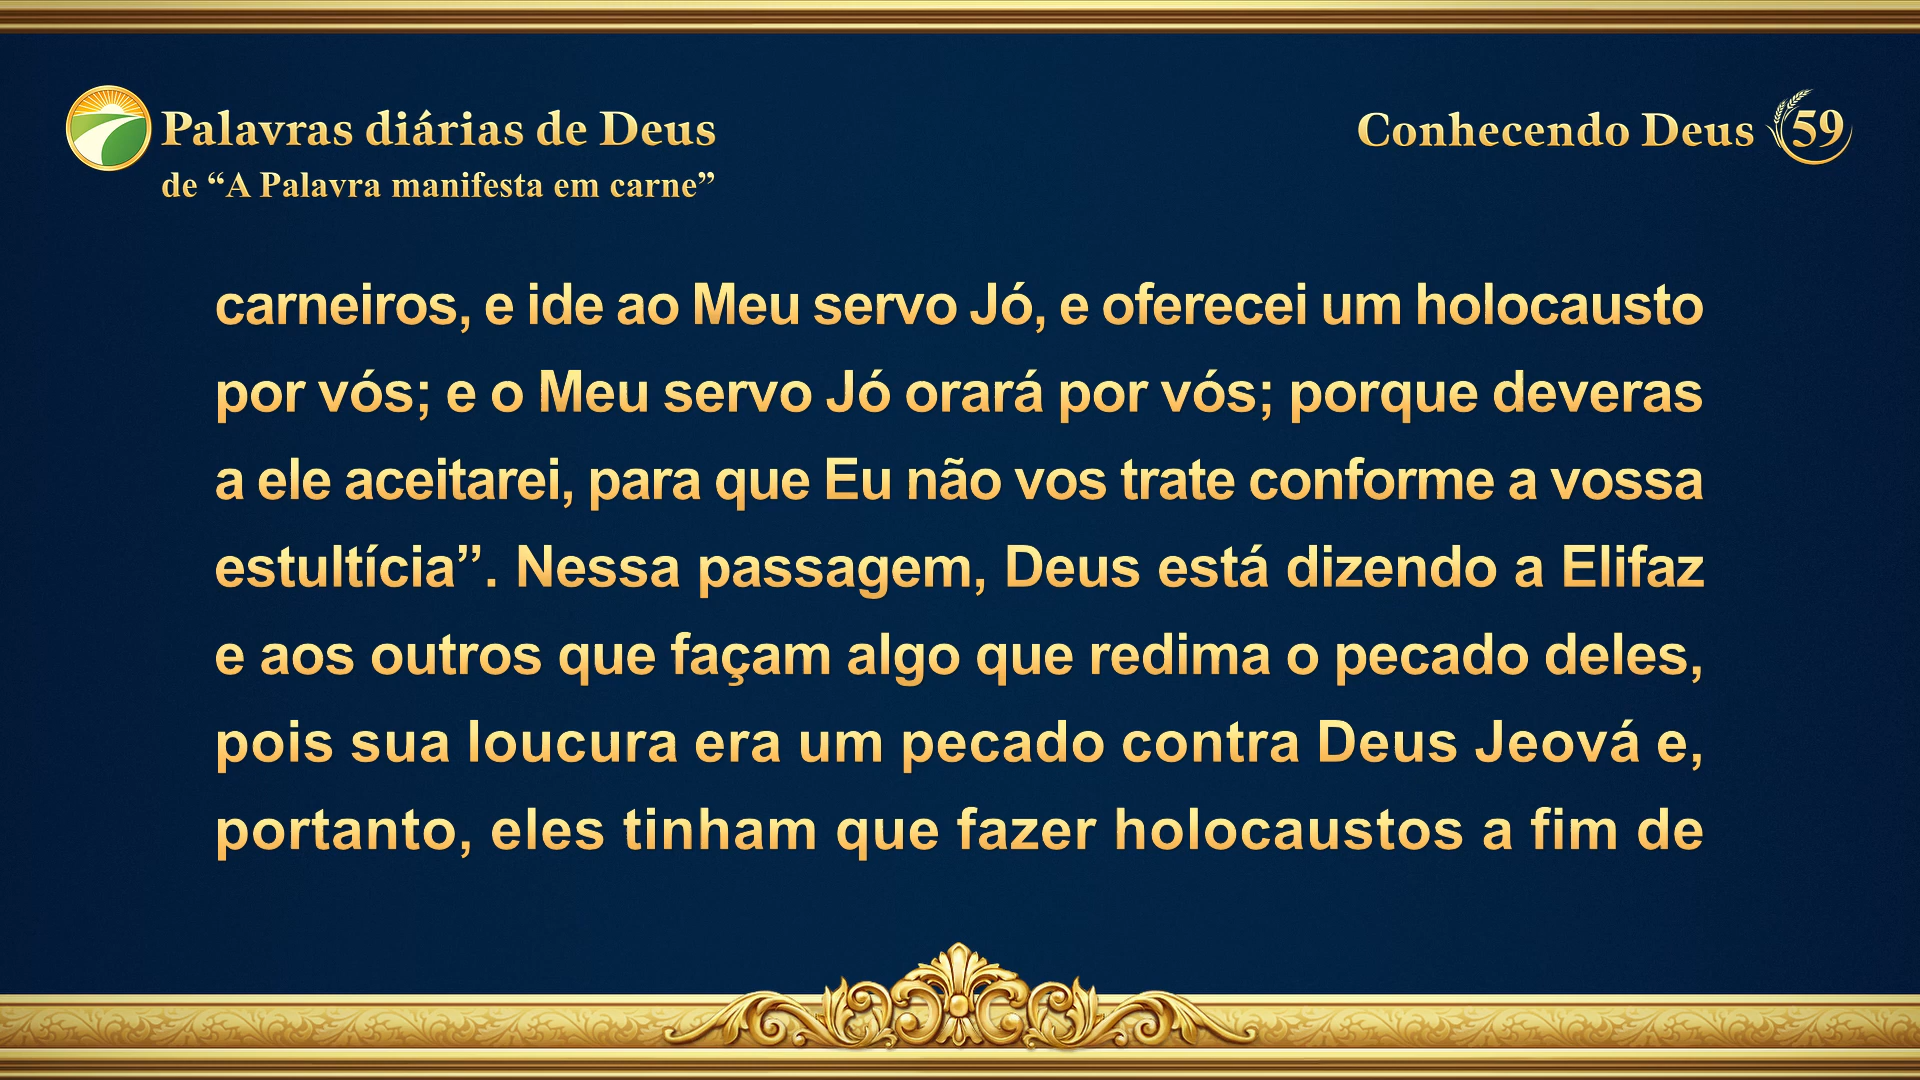 Palavras diárias de Deus
de “A Palavra manifesta em carne”
Conhecendo Deus 59
carneiros, e ide ao Meu servo Jó, e oferecei um holocausto
por vós; e o Meu servo Jó orará por vós; porque deveras
a ele aceitarei, para que Eu não vos trate conforme a vossa
estultícia”. Nessa passagem, Deus está dizendo a Elifaz
e aos outros que façam algo que redima o pecado deles,
pois sua loucura era um pecado contra Deus Jeová e,
portanto, eles tinham que fazer holocaustos a fim de